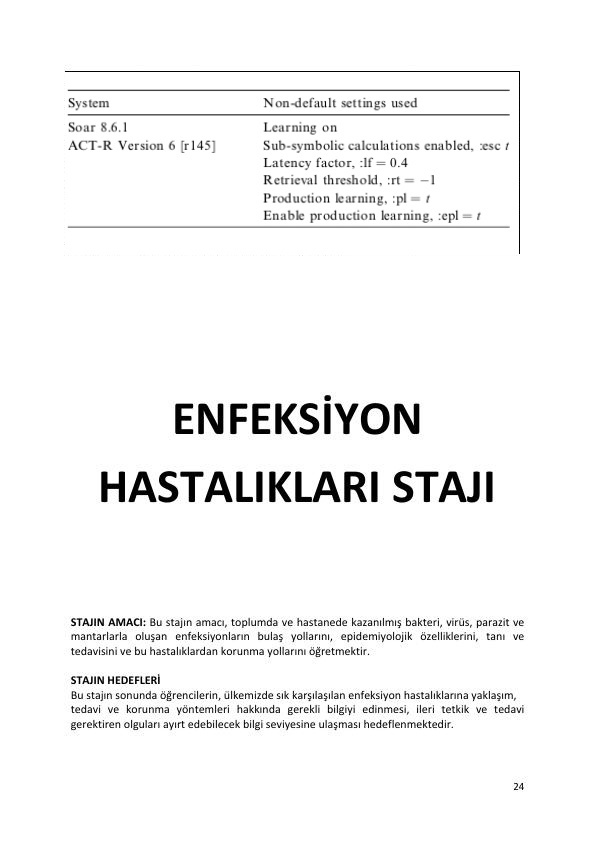 System Non-default settings used
Soar 8.6.1 Learning on
ACT-R Version 6 [r145] Sub-symbolic calculations enabled, :esc t
Latency factor, :lf = 0.4
Retrieval threshold, :rt = −1
Production learning, :pl = t
Enable production learning, :epl = t
ENFEKSİYON
HASTALIKLARI STAJI
STAJIN AMACI: Bu stajın amacı, toplumda ve hastanede kazanılmış bakteri, virüs, parazit ve
mantarlarla oluşan enfeksiyonların bulaş yollarını, epidemiyolojik özelliklerini, tanı ve
tedavisini ve bu hastalıklardan korunma yollarını öğretmektir.
STAJIN HEDEFLERİ
Bu stajın sonunda öğrencilerin, ülkemizde sık karşılaşılan enfeksiyon hastalıklarına yaklaşım,
tedavi ve korunma yöntemleri hakkında gerekli bilgiyi edinmesi, ileri tetkik ve tedavi
gerektiren olguları ayırt edebilecek bilgi seviyesine ulaşması hedeflenmektedir.
24